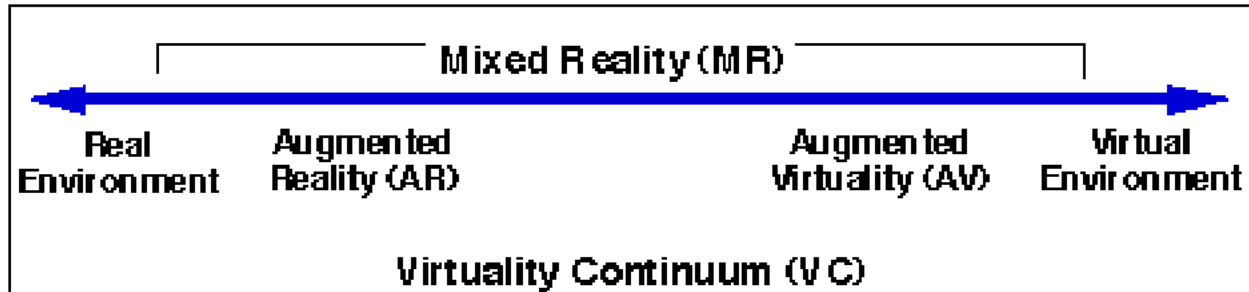 Mixed Reality (MR)
Real
Environment
Augmented
Reality (AR)
Augmented
Virtuality (AV)
Virtual
Environment
Virtuality Continuum (VC)